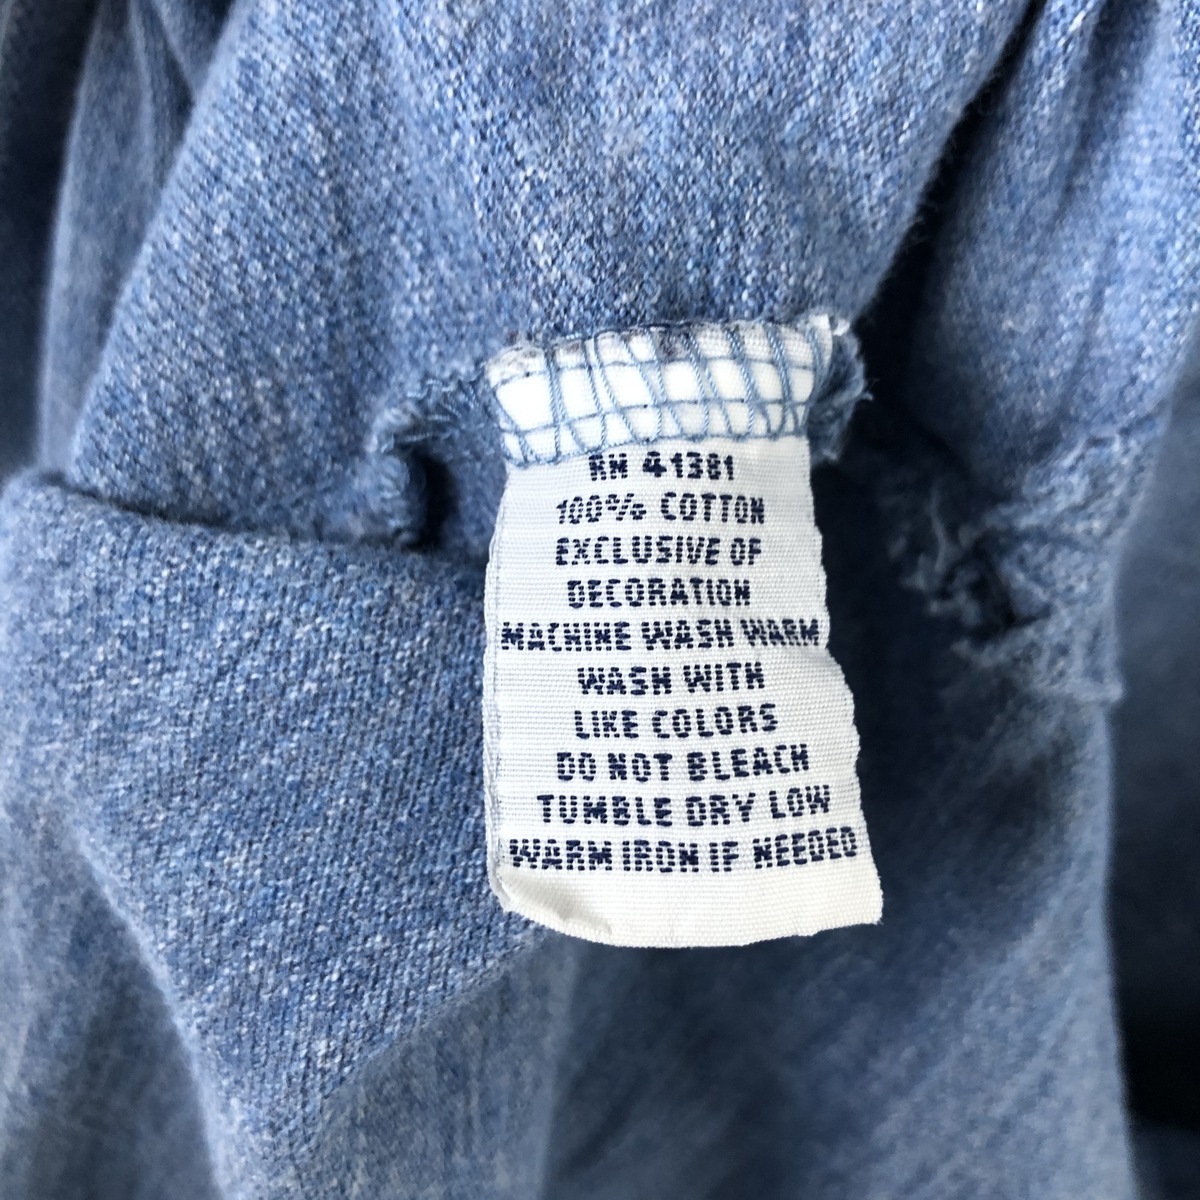 RN 41381
100% COTTON
EXCLUSIVE OF
DECORATION
MACHINE WASH WARM
WASH WITH
LIKE COLORS
DO NOT BLEACH
TUMBLE DRY LOW
WARM IRON IF NEEDED